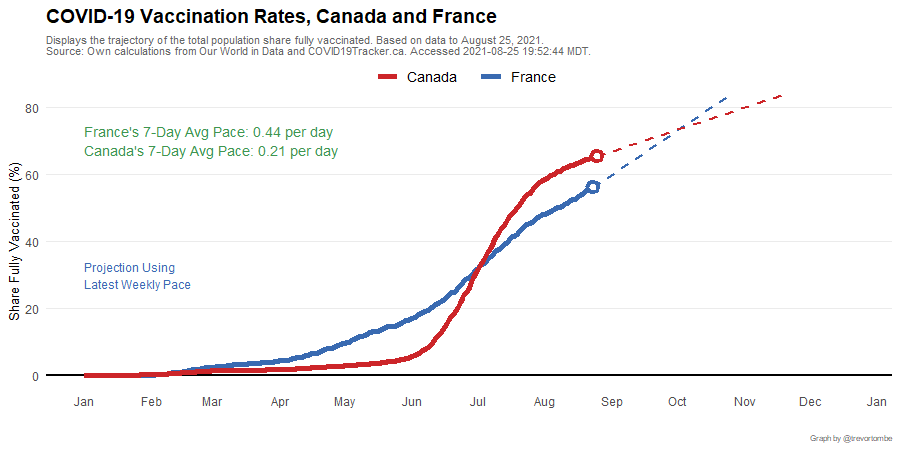 COVID-19 Vaccination Rates, Canada and France
Displays the trajectory of the total population share fully vaccinated. Based on data to August 25, 2021.
Source: Own calculations from Our World in Data and COVID19Tracker.ca. Accessed 2021-08-25 19:52:44 MDT.
Canada France
80
France's 7-Day Avg Pace: 0.44 per day
Canada's 7-Day Avg Pace: 0.21 per day
60
Share Fully Vaccinated (%)
40
Projection Using
Latest Weekly Pace
20
0
Jan Feb Mar Apr May Jun Jul Aug Sep Oct Nov Dec Jan
Graph by @trevortombe